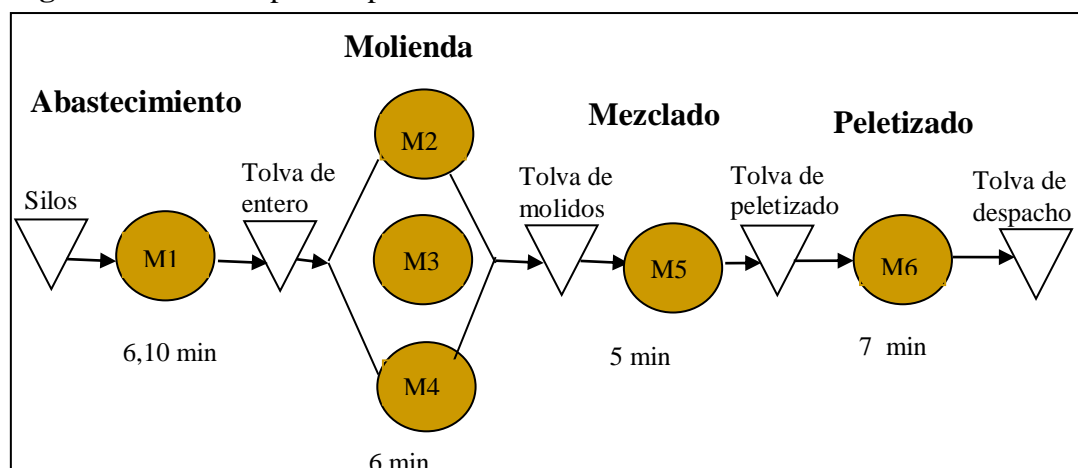 Molienda
Abastecimiento
M2
Mezclado
Peletizado
Silos
Tolva de
entero
Tolva de
molidos
Tolva de
peletizado
Tolva de
despacho
M1
M3
M5
M6
6,10 min
5 min
7 min
M4
6 min